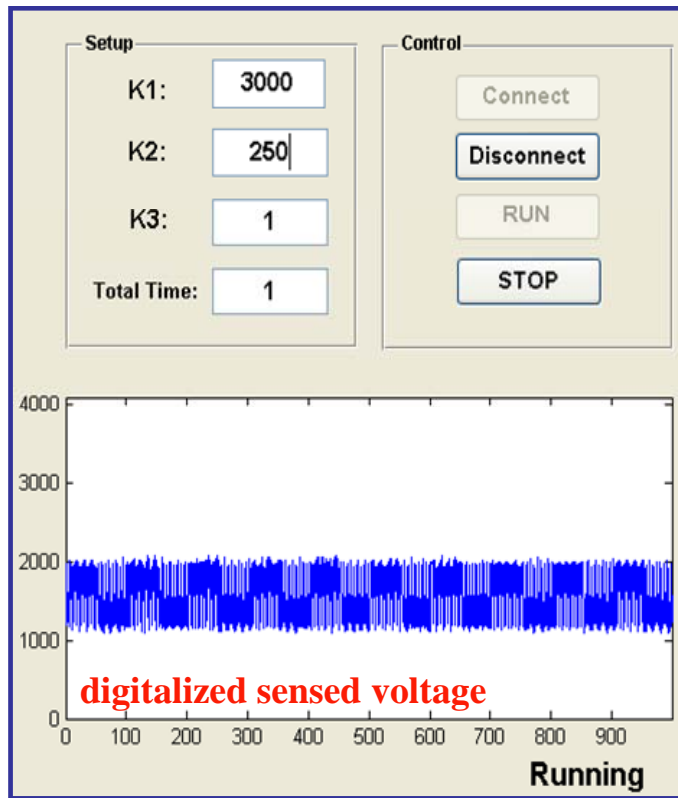 Setup
K1: 3000
K2: 250
K3: 1
Total Time: 1
Control
Connect
Disconnect
RUN
STOP
4000
3000
2000
1000
0
digitalized sensed voltage
0 100 200 300 400 500 600 700 800 900
Running